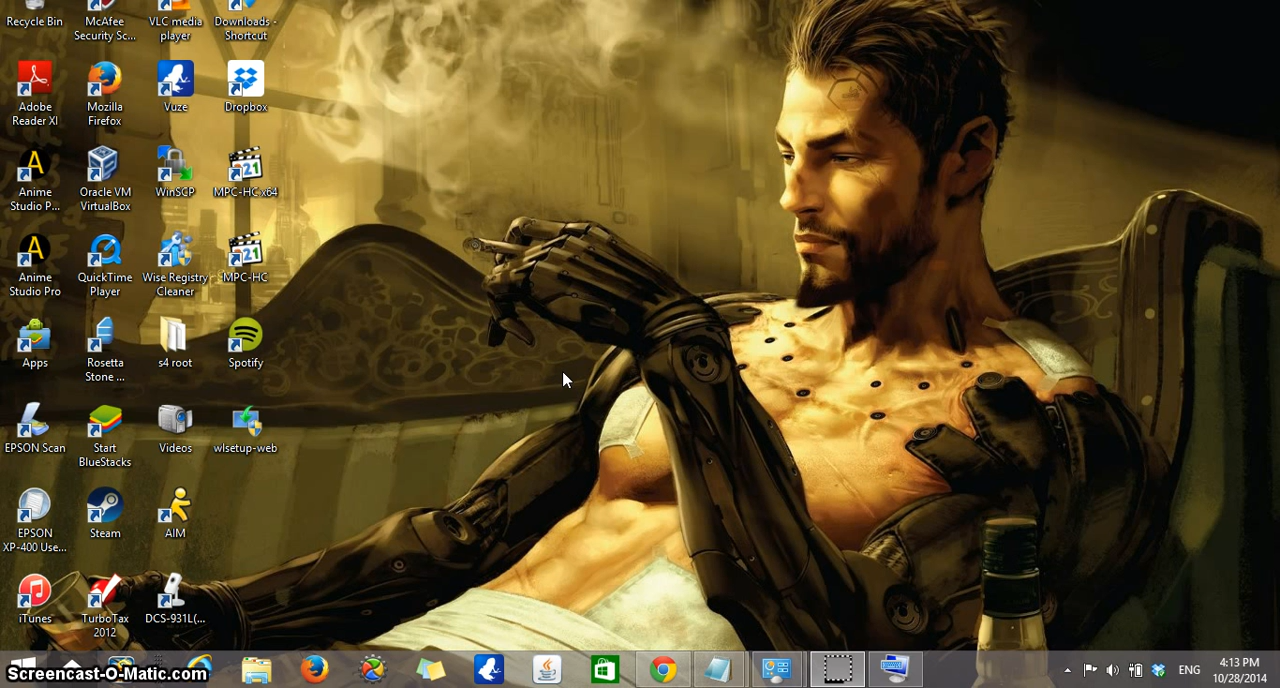 Recycle Bin
McAfee
Security Sc...
VLC media
player
Downloads -
Shortcut
Adobe
Reader XI
Mozilla
Firefox
Vuze
Dropbox
Anime
Studio P...
Oracle VM
VirtualBox
WinSCP
MPC-HC x64
Anime
Studio Pro
QuickTime
Player
Wise Registry
Cleaner
MPC-HC
Apps
Rosetta
Stone ...
s4 root
Spotify
EPSON Scan
Start
BlueStacks
Videos
wlsetup-web
EPSON
XP-400 Use...
Steam
AIM
iTunes
TurboTax
2012
DCS-931L(...
Screencast-O-Matic.com
ENG
4:13 PM
10/28/2014